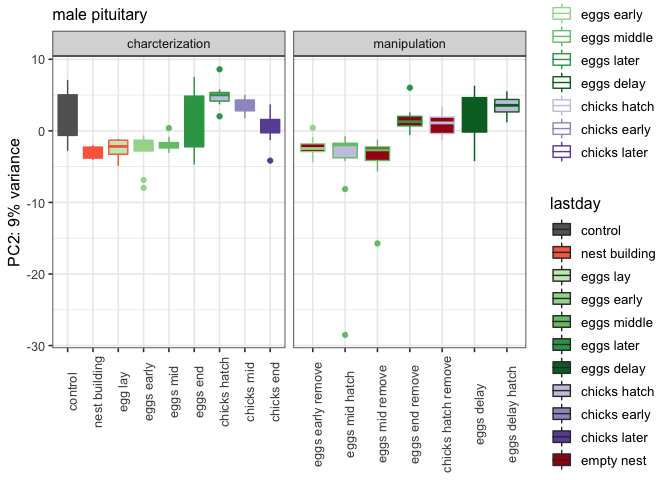 male pituitary
charcterization
manipulation
PC2: 9% variance
10
0
-10
-20
-30
control
nest building
egg lay
eggs early
eggs mid
eggs end
chicks hatch
chicks mid
chicks end
eggs early remove
eggs mid hatch
eggs mid remove
eggs end remove
chicks hatch remove
eggs delay
eggs delay hatch
eggs early
eggs middle
eggs later
eggs delay
chicks hatch
chicks early
chicks later
lastday
control
nest building
eggs lay
eggs early
eggs middle
eggs later
eggs delay
chicks hatch
chicks early
chicks later
empty nest